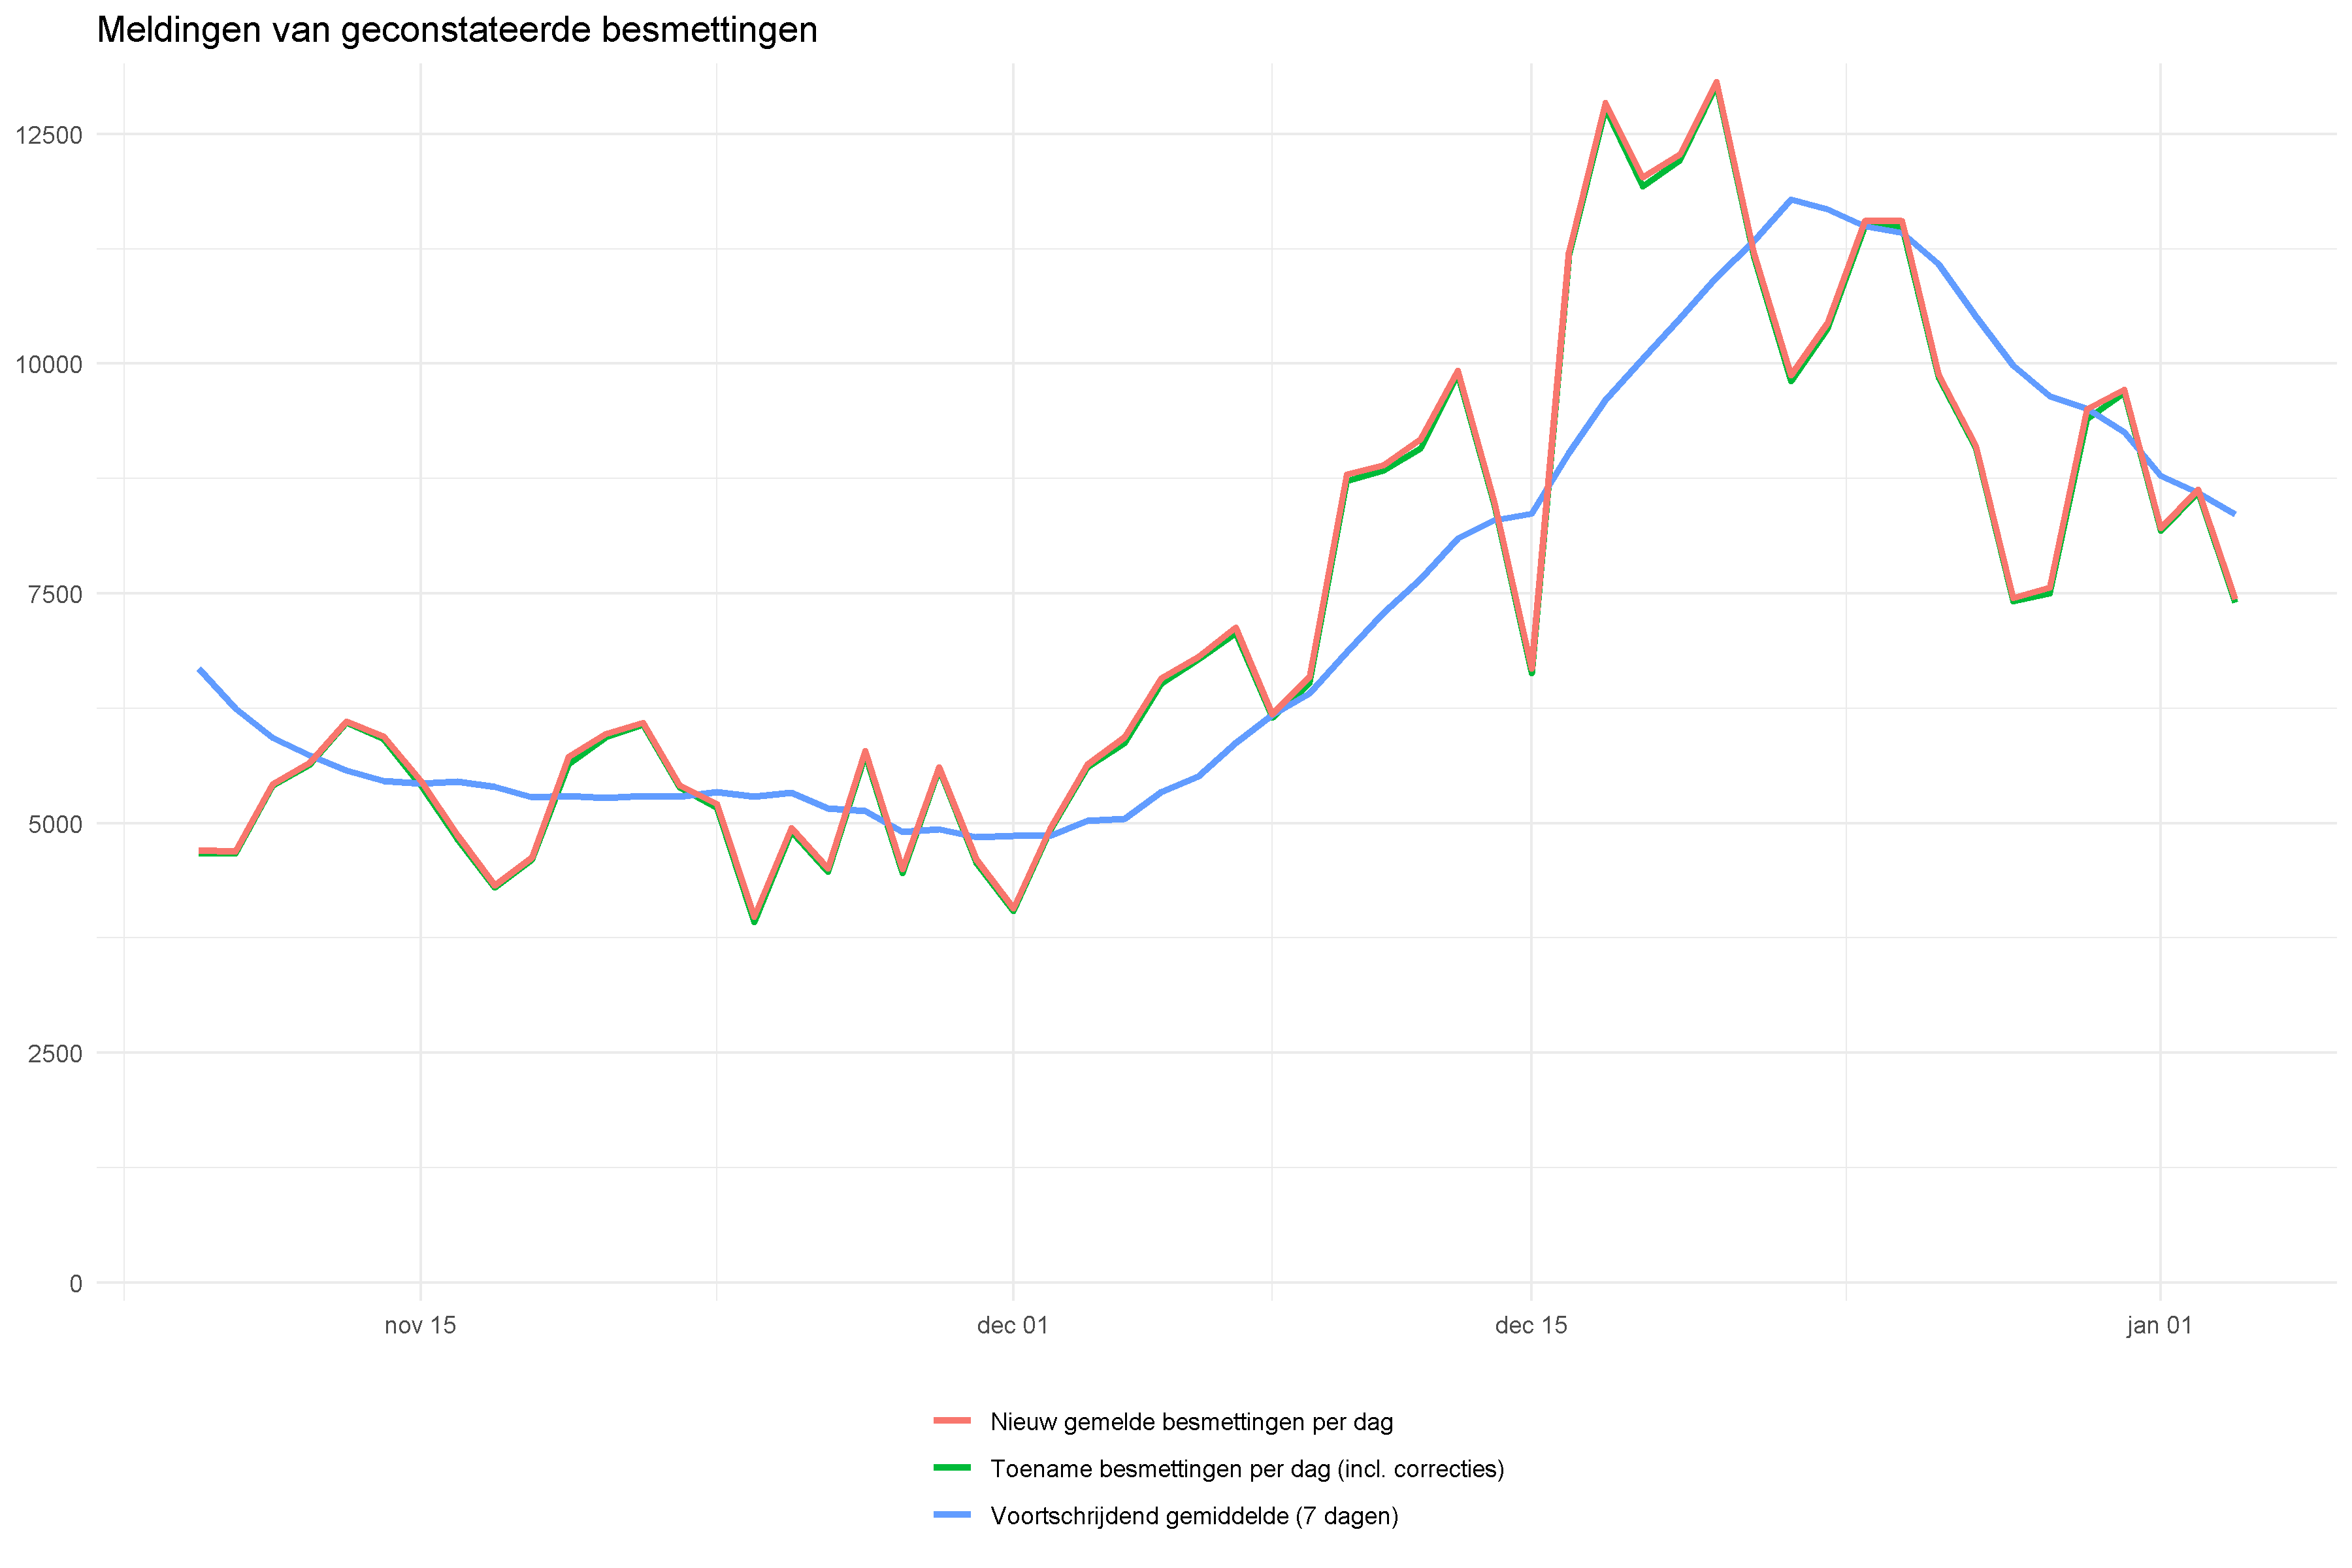 Meldingen van geconstateerde besmettingen
12500
10000
7500
5000
2500
0
nov 15 dec 01 dec 15 jan 01
Nieuw gemelde besmettingen per dag
Toename besmettingen per dag (incl. correcties)
Voortschrijdend gemiddelde (7 dagen)